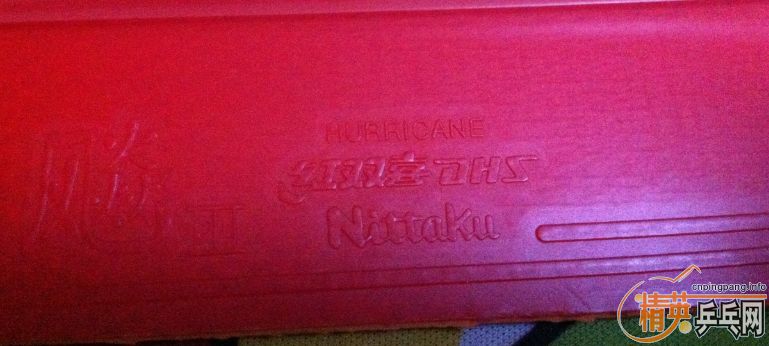 HURRICANE
红双喜 DHS
Nittaku
cnpingpang.info
精英乒乓网